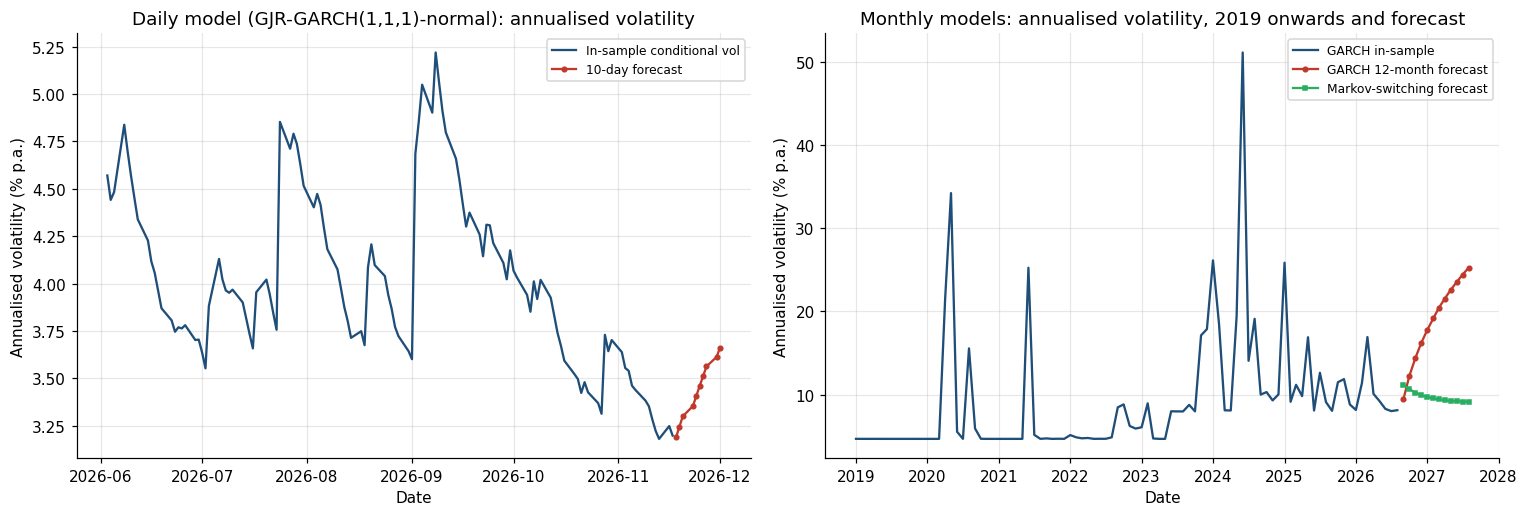 Daily model (GJR-GARCH(1,1,1)-normal): annualised volatility
Annualised volatility (% p.a.)
5.25
5.00
4.75
4.50
4.25
4.00
3.75
3.50
3.25
In-sample conditional vol
10-day forecast
2026-06
2026-07
2026-08
2026-09
2026-10
2026-11
2026-12
Date
Monthly models: annualised volatility, 2019 onwards and forecast
Annualised volatility (% p.a.)
50
40
30
20
10
GARCH in-sample
GARCH 12-month forecast
Markov-switching forecast
2019
2020
2021
2022
2023
2024
2025
2026
2027
2028
Date